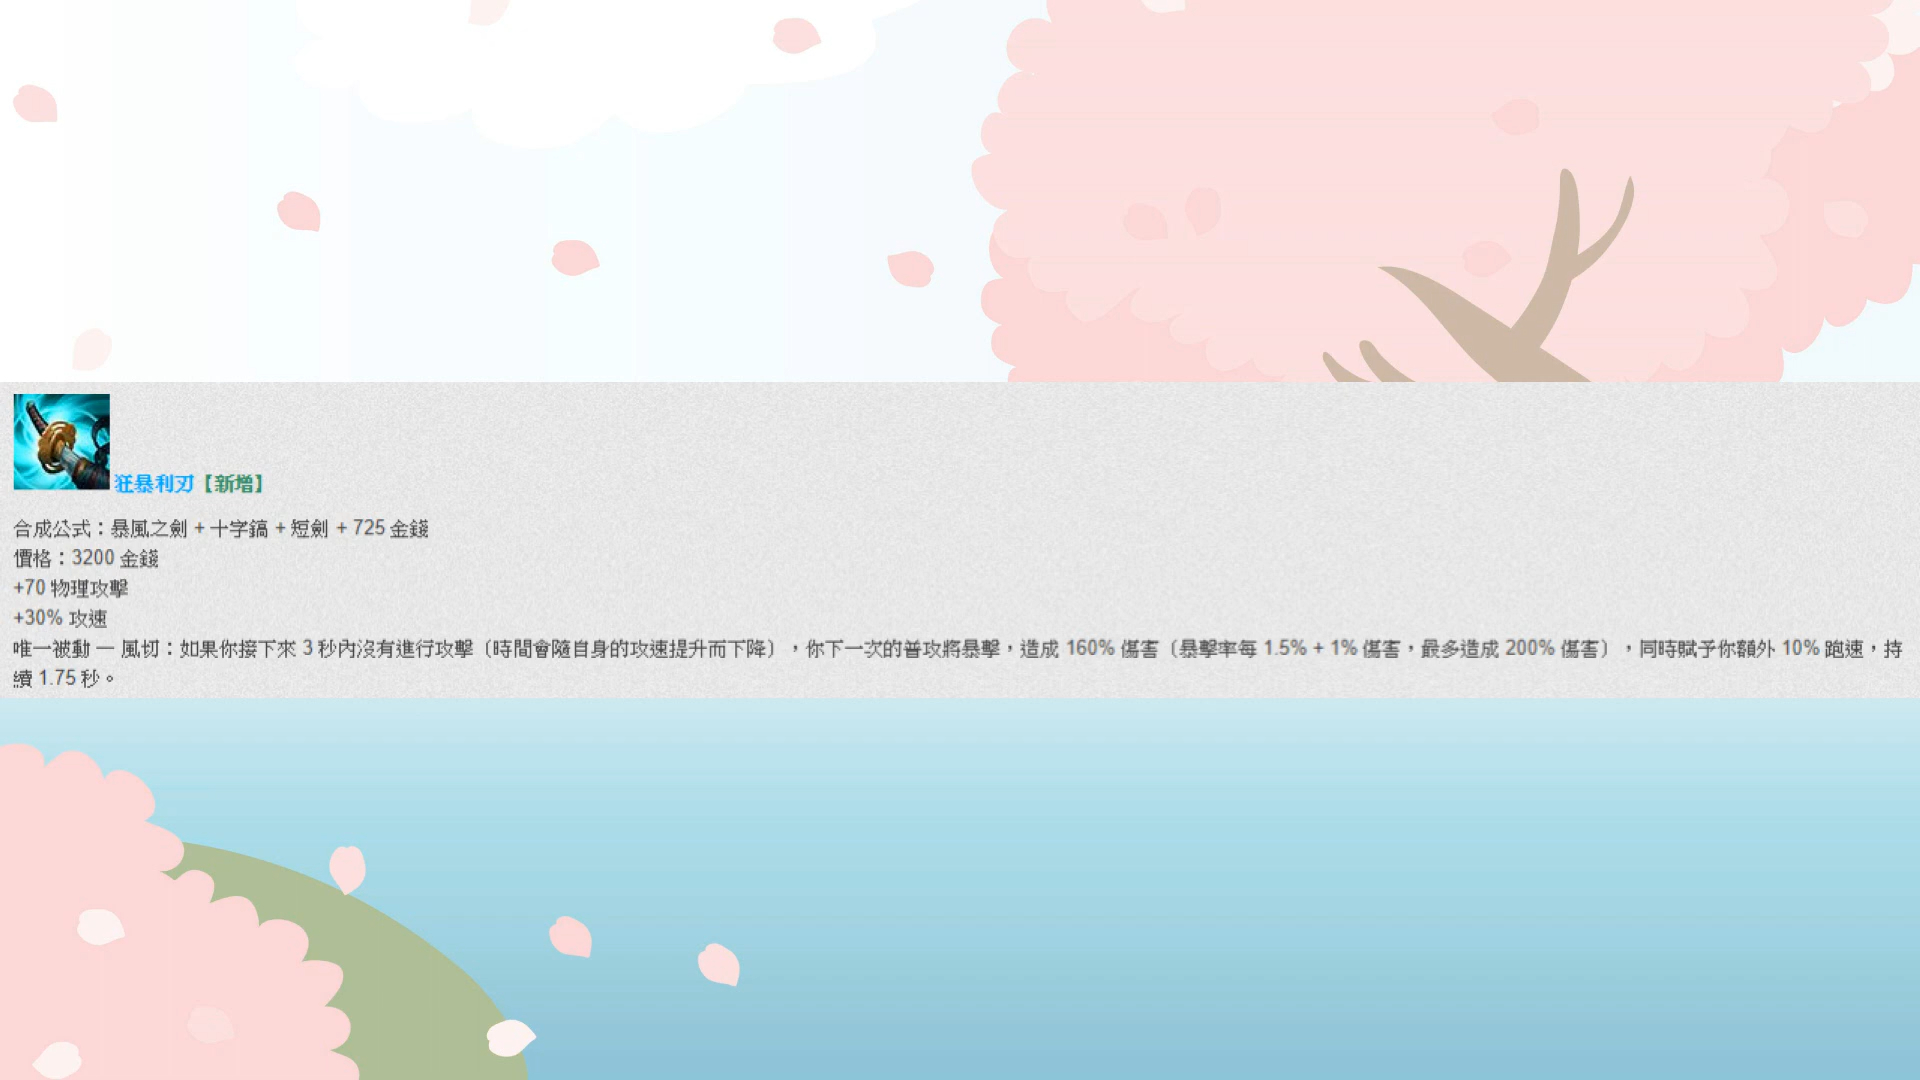 狂暴利刃【新增】
合成公式：暴風之劍 + 十字鎬 + 短劍 + 725 金錢
價格：3200 金錢
+70 物理攻擊
+30% 攻速
唯一被動 — 風切：如果你接下來 3 秒內沒有進行攻擊（時間會隨自身的攻速提升而下降），你下一次的普攻將暴擊，造成 160% 傷害（暴擊率每 1.5% + 1% 傷害，最多造成 200% 傷害），同時賦予你額外 10% 跑速，持
續 1.75 秒。